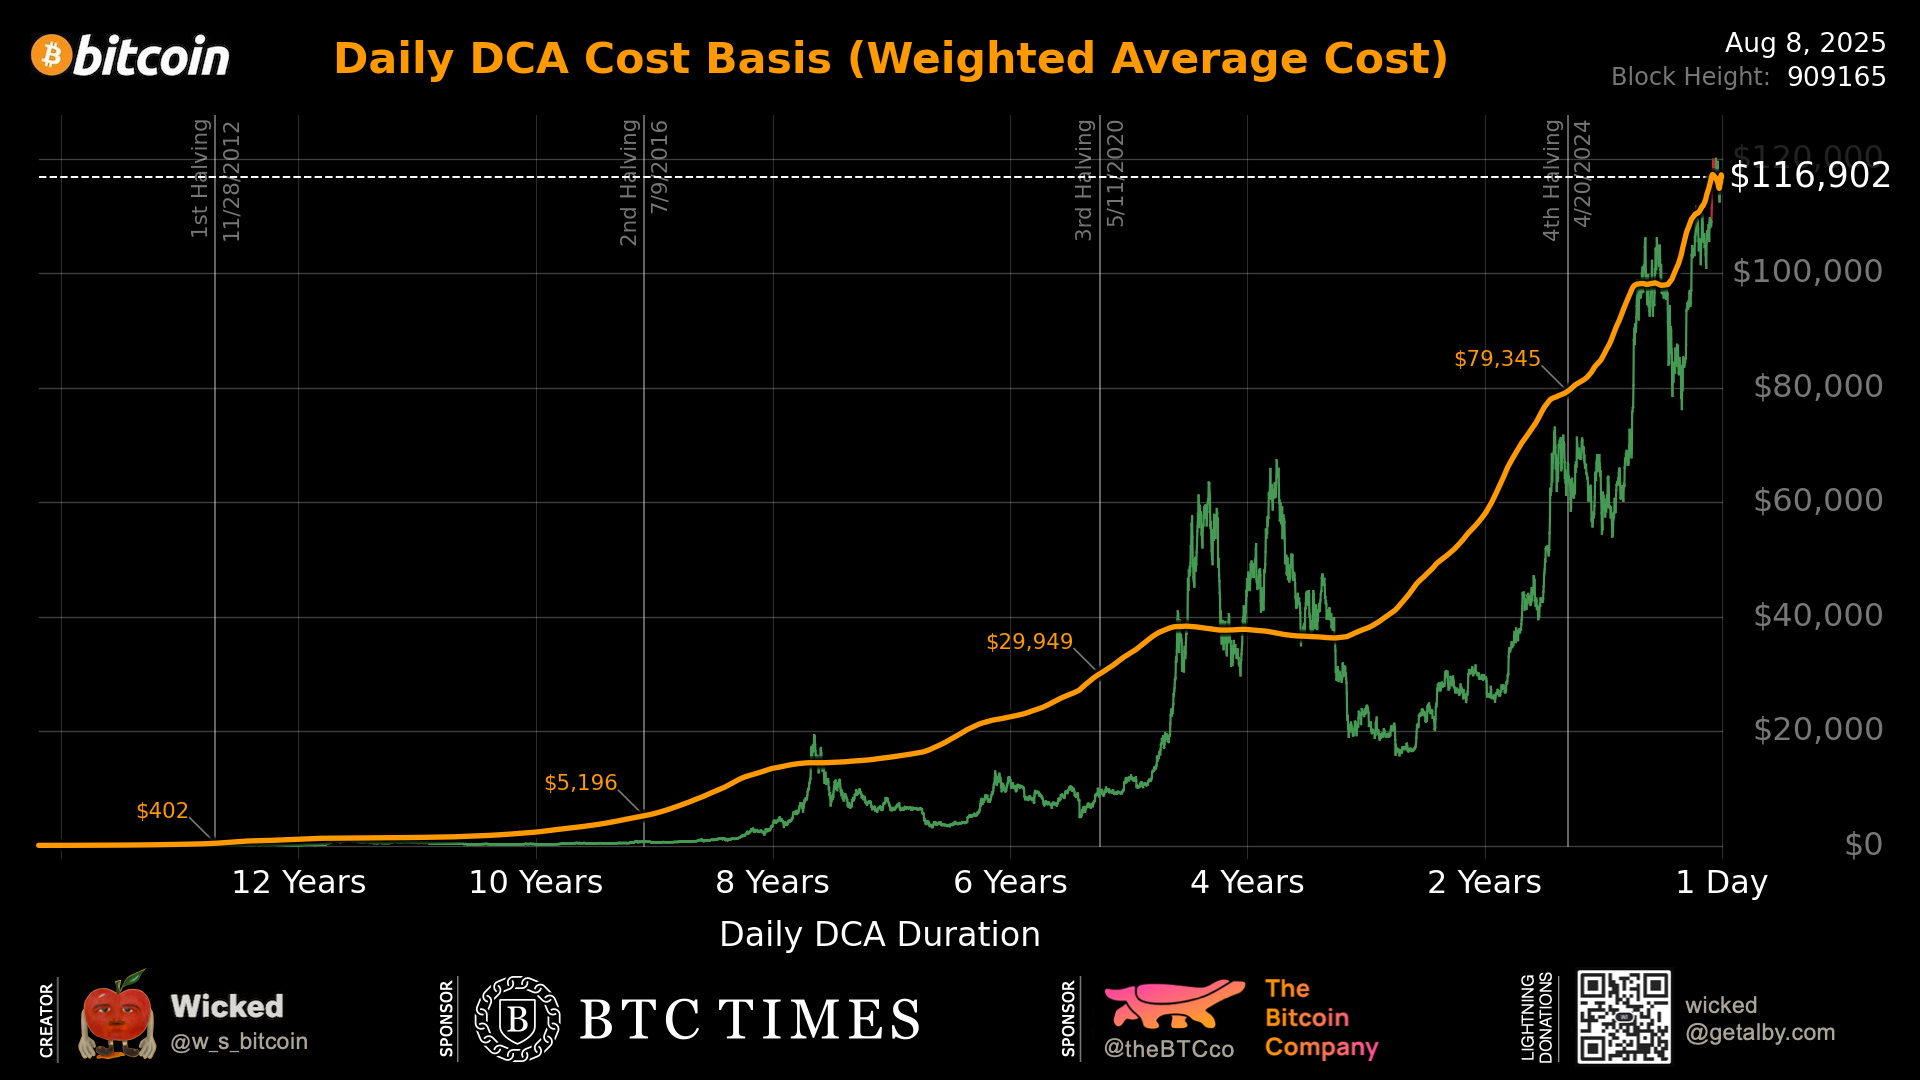 bitcoin
Daily DCA Cost Basis (Weighted Average Cost)
Aug 8, 2025
Block Height: 909165
1st Halving
11/28/2012
2nd Halving
7/9/2016
3rd Halving
5/11/2020
4th Halving
4/20/2024
$120,000
$116,902
$100,000
$80,000
$60,000
$40,000
$20,000
$0
$79,345
$29,949
$5,196
$402
12 Years
10 Years
8 Years
6 Years
4 Years
2 Years
1 Day
Daily DCA Duration
CREATOR
Wicked
@w_s_bitcoin
SPONSOR
B
BTC TIMES
SPONSOR
@theBTCco
The
Bitcoin
Company
LIGHTNING
DONATIONS
wicked
@getalby.com